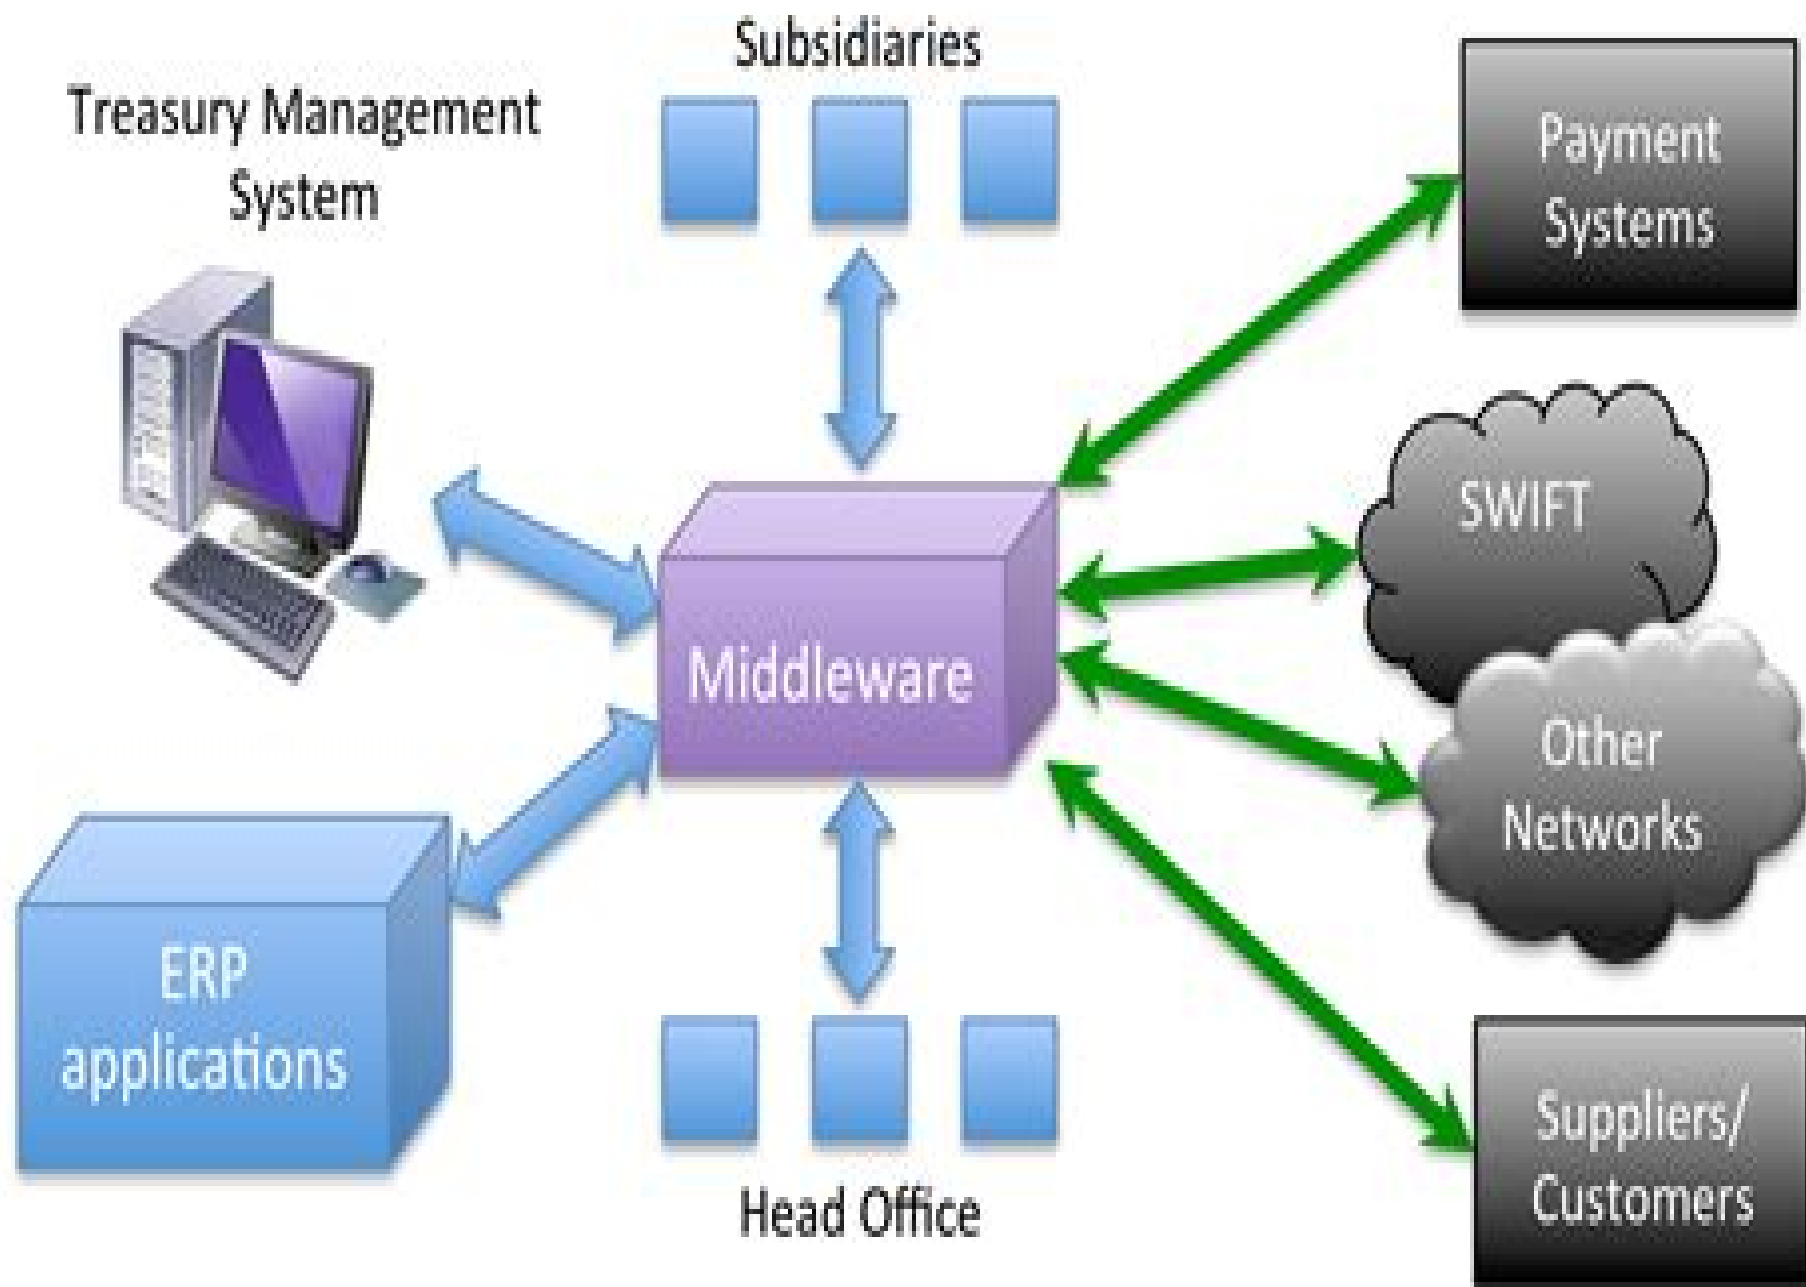 Subsidiaries
Treasury Management
System
Payment
Systems
SWIFT
Middleware
Other
Networks
ERP
applications
Suppliers/
Customers
Head Office